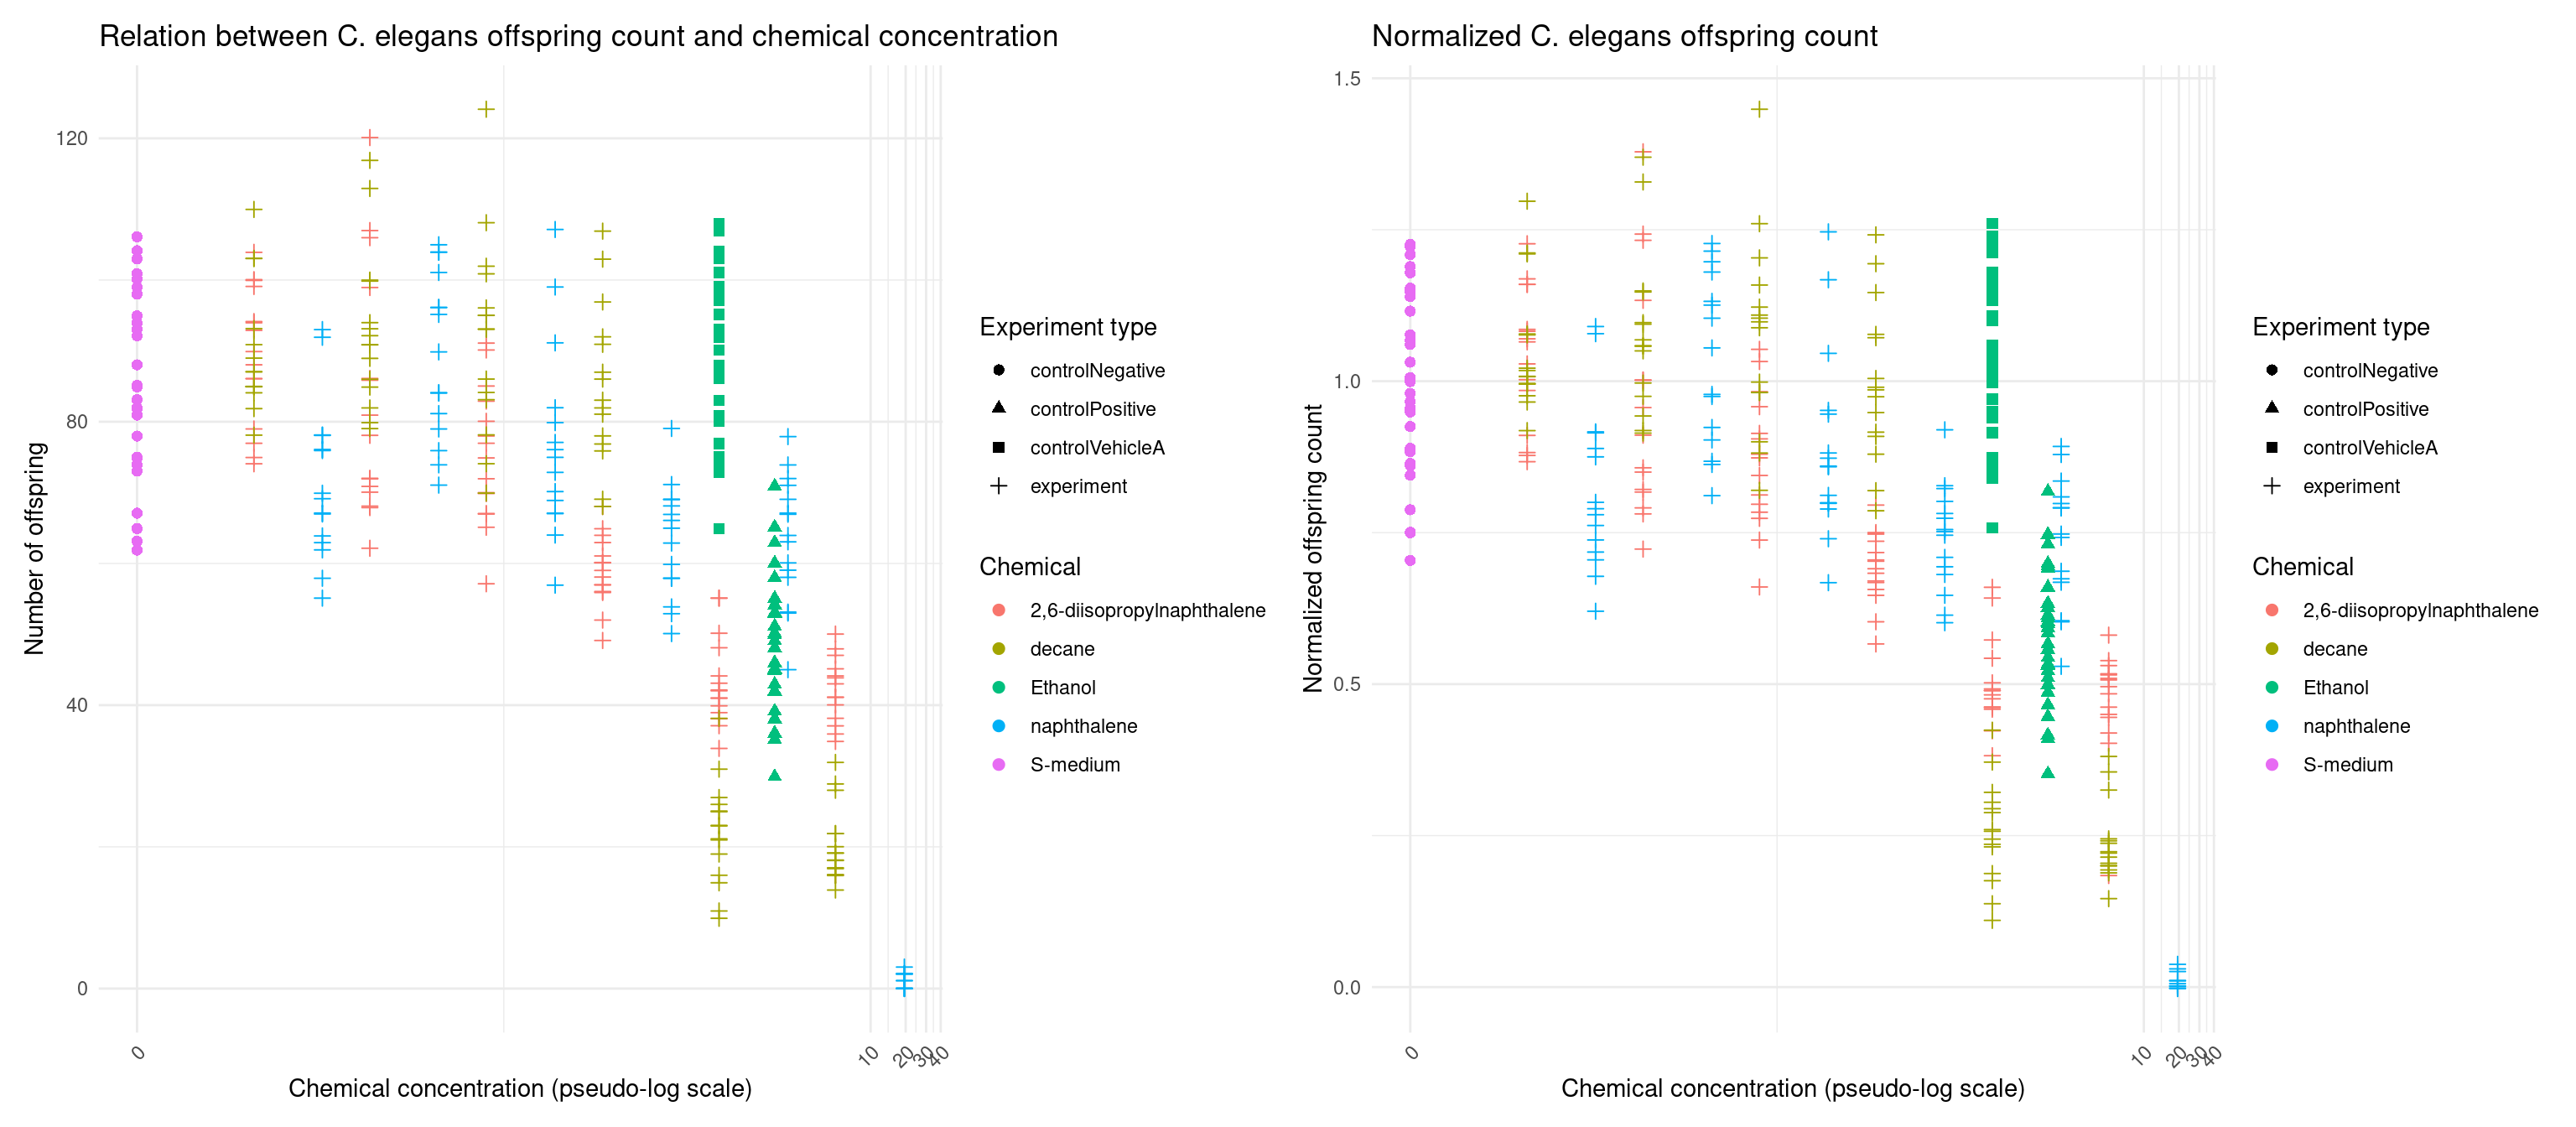 Relation between C. elegans offspring count and chemical concentration
Number of offspring
120
80
40
0
0
10
20
30
40
Chemical concentration (pseudo-log scale)
Experiment type
controlNegative
controlPositive
controlVehicleA
experiment
Chemical
2,6-diisopropylnaphthalene
decane
Ethanol
naphthalene
S-medium
Normalized C. elegans offspring count
Normalized offspring count
1.5
1.0
0.5
0.0
0
10
20
30
40
Chemical concentration (pseudo-log scale)
Experiment type
controlNegative
controlPositive
controlVehicleA
experiment
Chemical
2,6-diisopropylnaphthalene
decane
Ethanol
naphthalene
S-medium